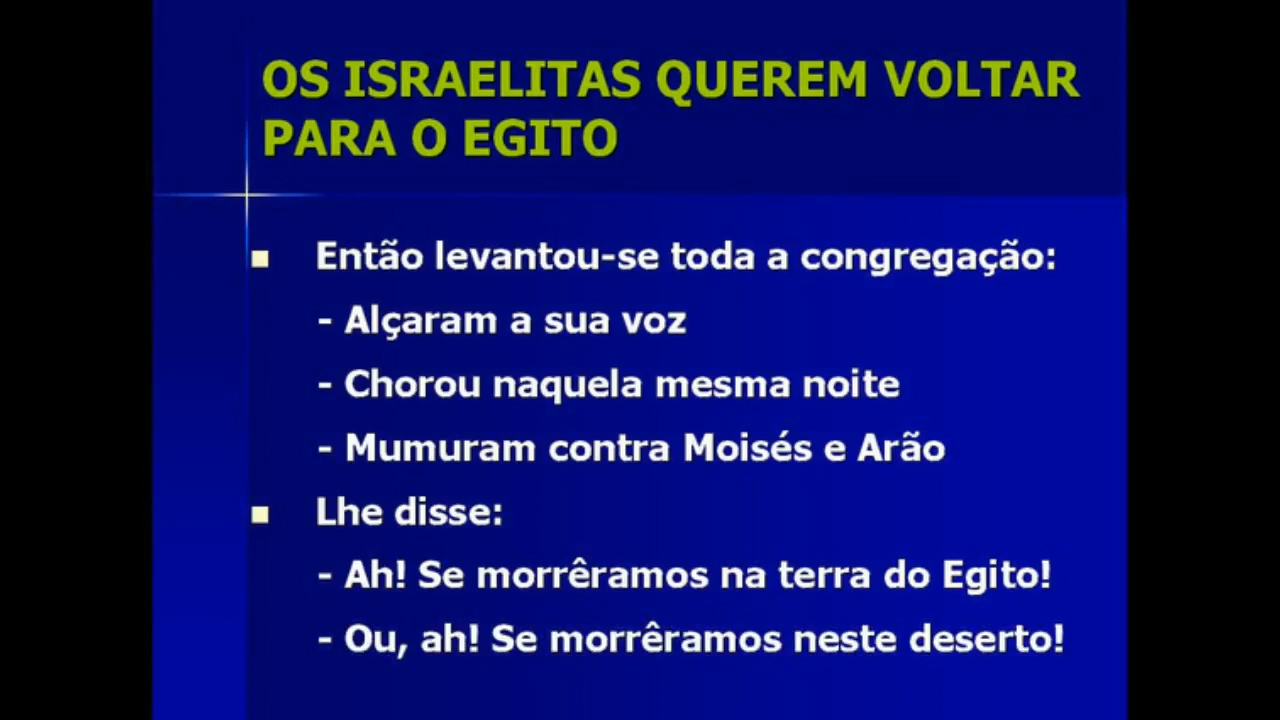 OS ISRAELITAS QUEREM VOLTAR
PARA O EGITO
Então levantou-se toda a congregação:
- Alçaram a sua voz
- Chorou naquela mesma noite
- Mumuram contra Moisés e Arão
Lhe disse:
- Ah! Se morrêramos na terra do Egito!
- Ou, ah! Se morrêramos neste deserto!